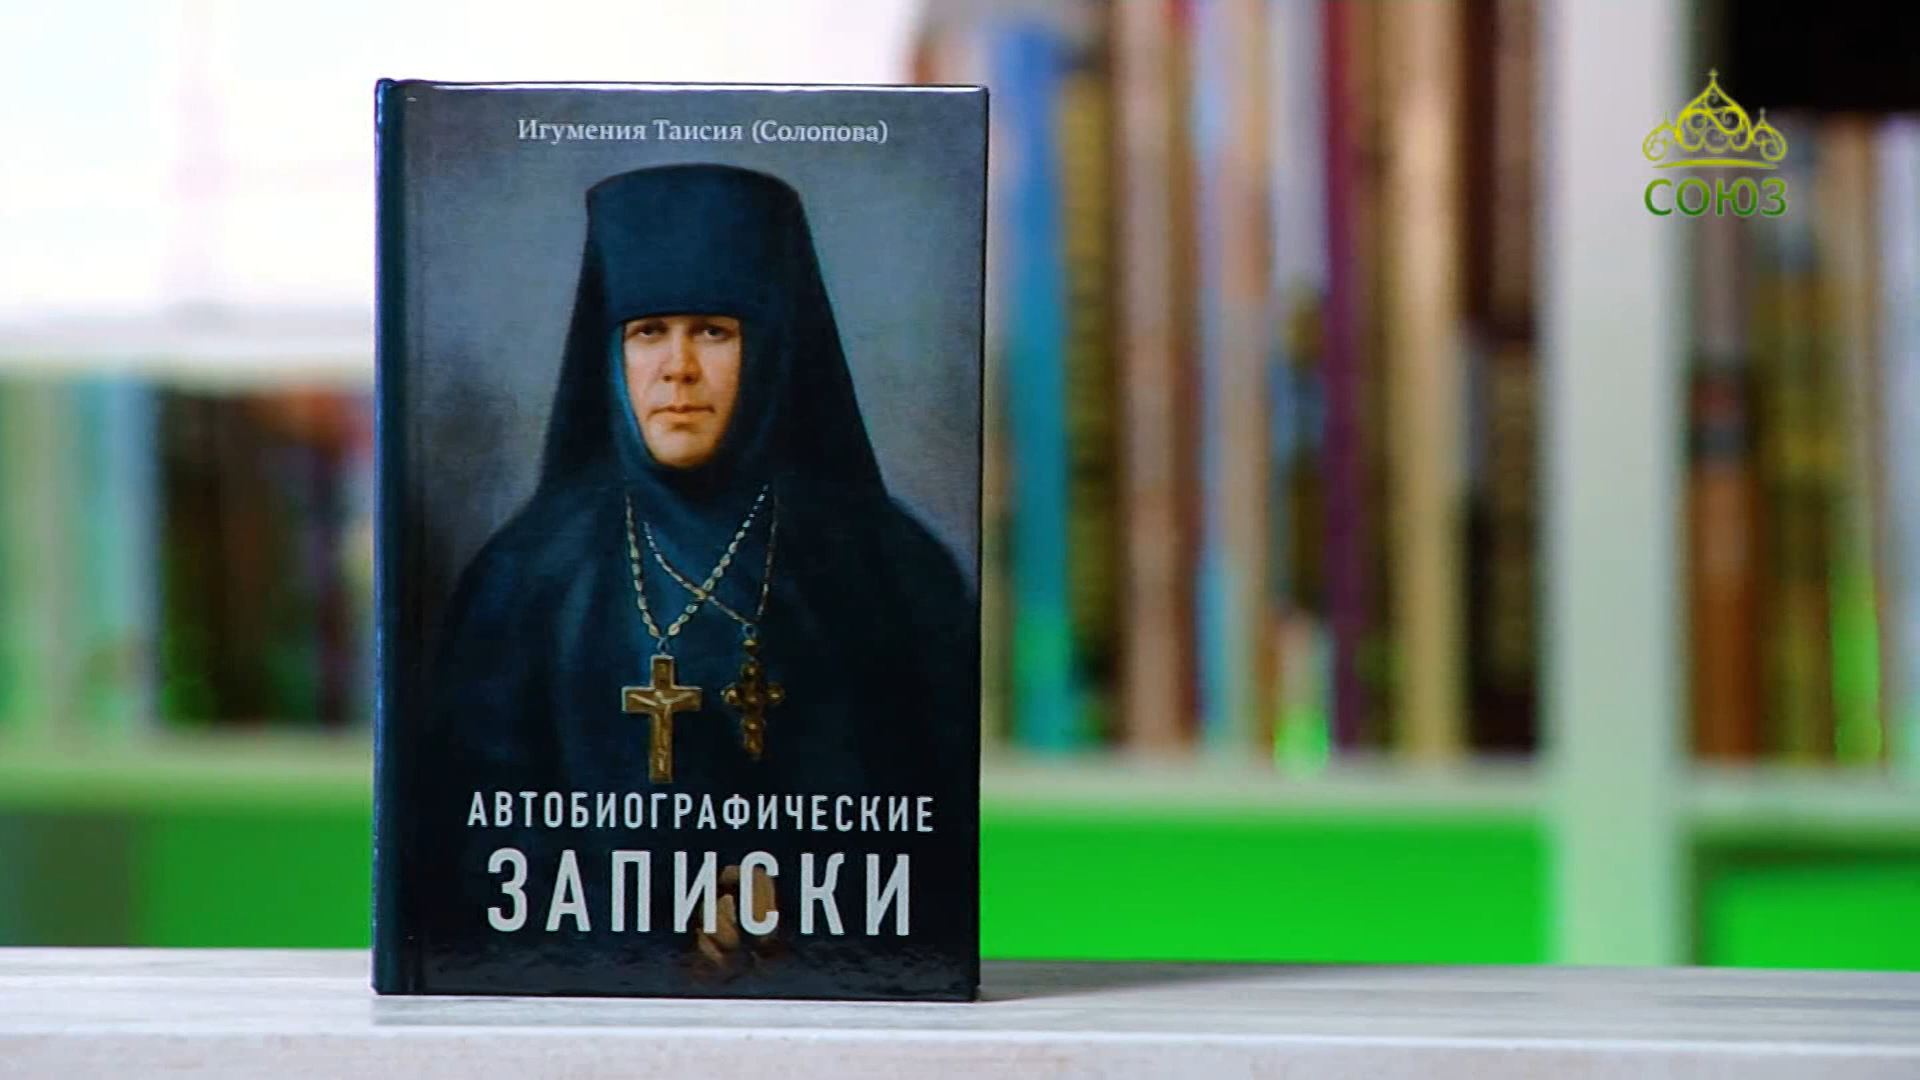 Игумения Таисия (Солопова)
АВТОБИОГРАФИЧЕСКИЕ
ЗАПИСКИ
СОЮЗ